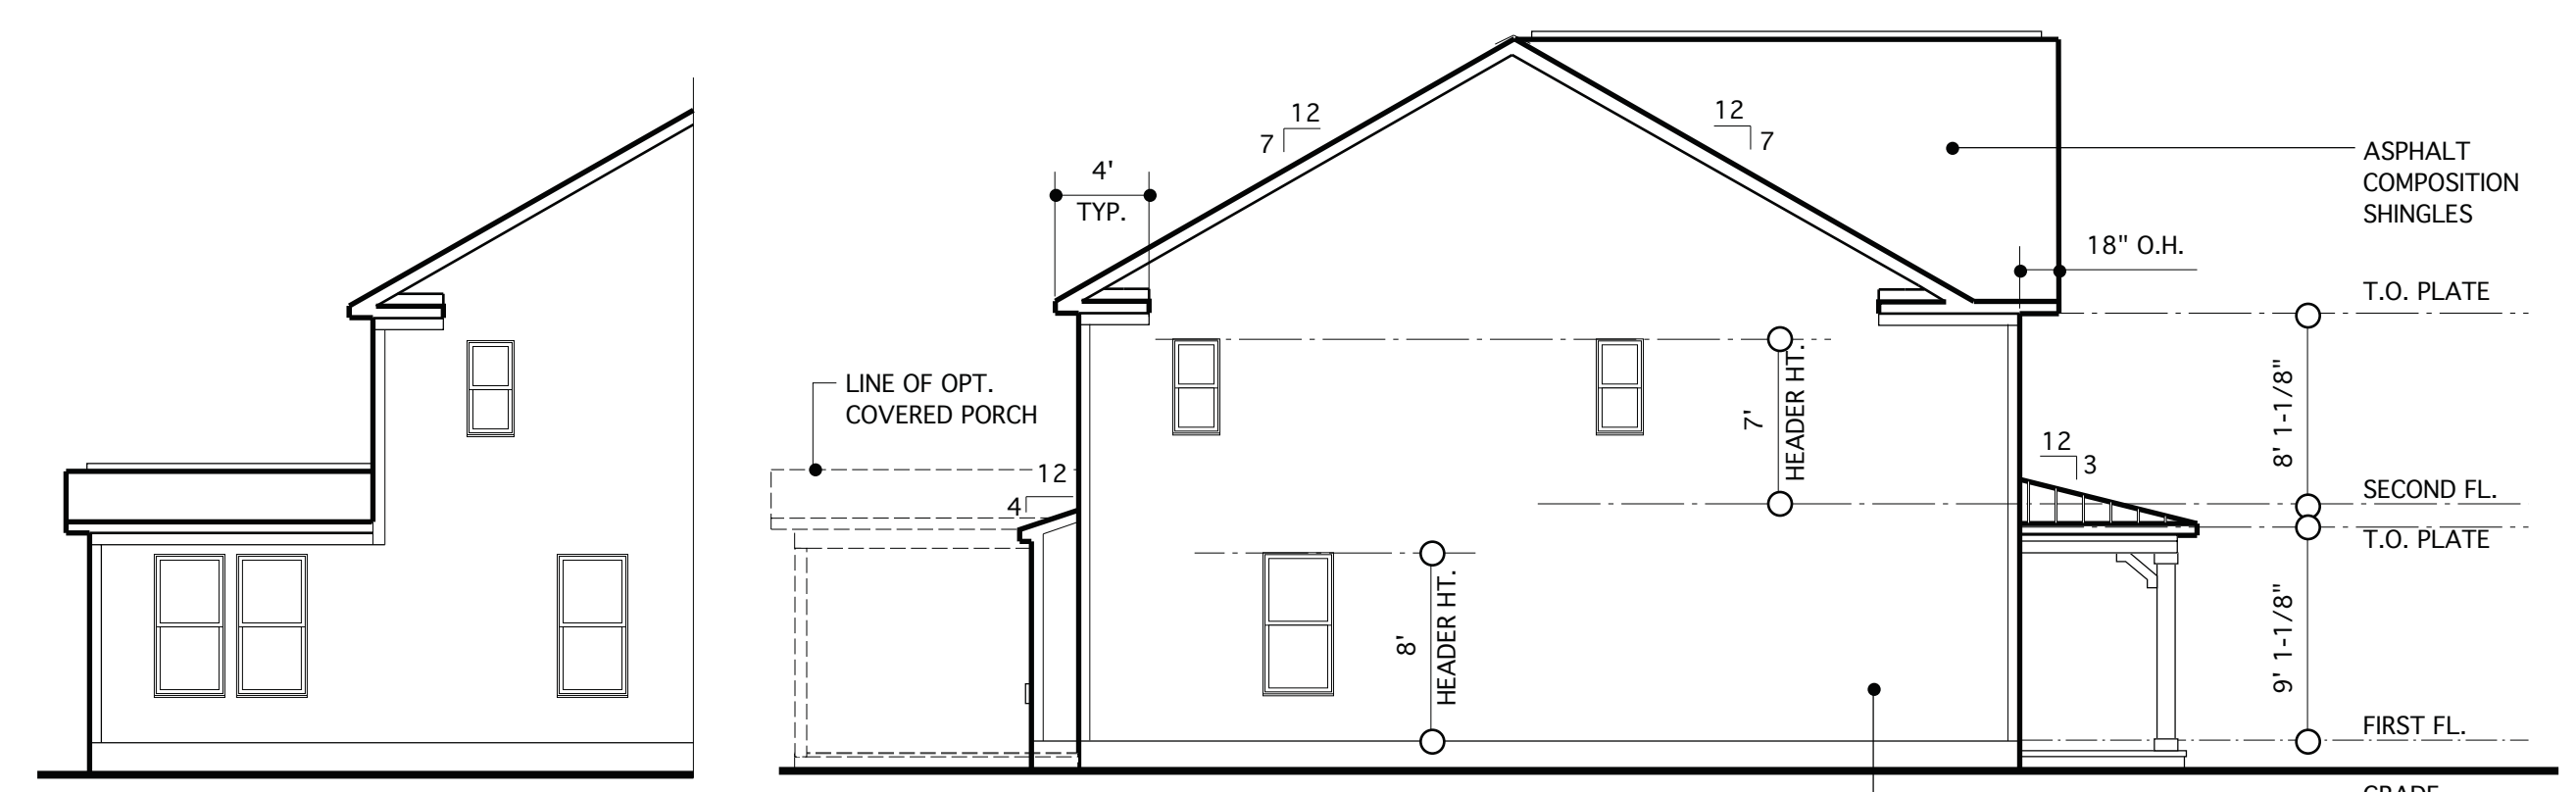 12
7
12
7
4'
TYP.
ASPHALT
COMPOSITION
SHINGLES
18" O.H.
T.O. PLATE
LINE OF OPT.
COVERED PORCH
7'
HEADER HT.
8' 1-1/8"
12
4
12
3
SECOND FL.
T.O. PLATE
8'
HEADER HT.
9' 1-1/8"
FIRST FL.
GRADE